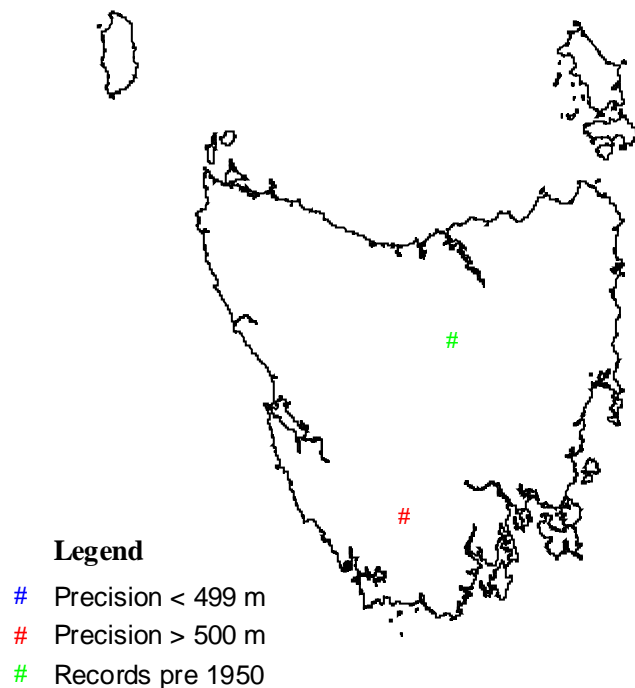 #
#
Legend
# Precision < 499 m
# Precision > 500 m
# Records pre 1950